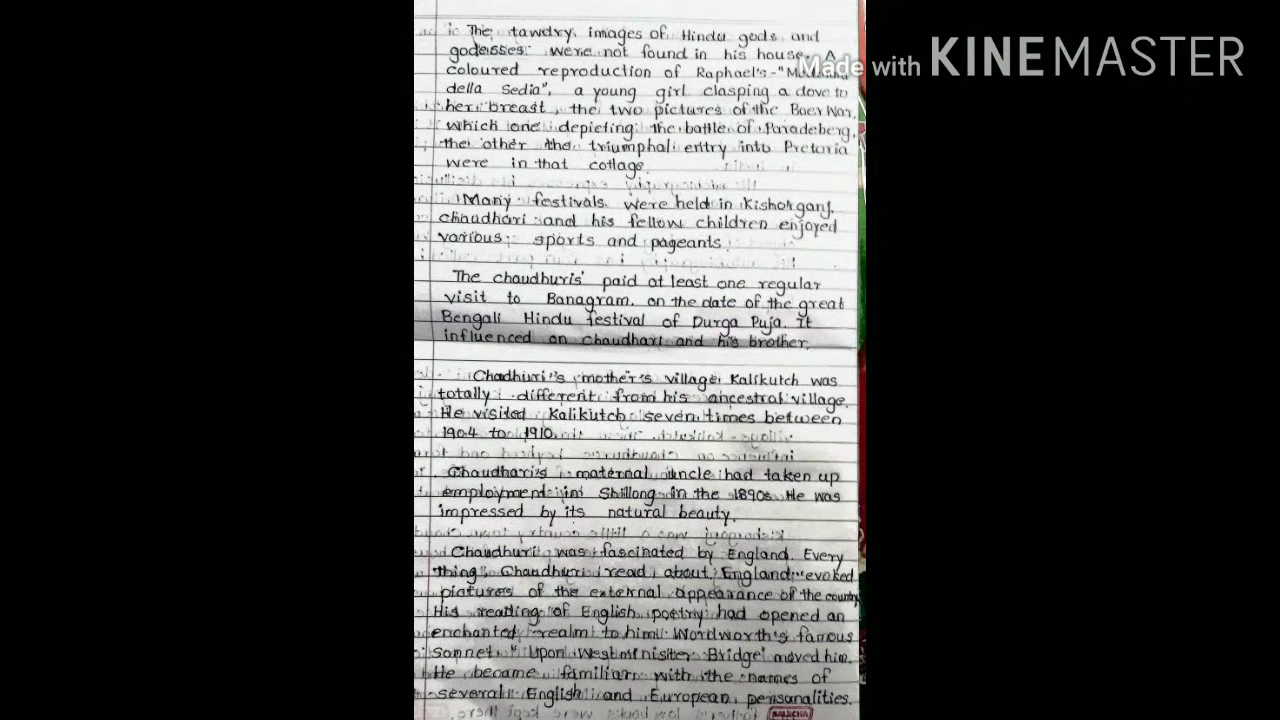 The tawdry images of Hindu gods and
godesses were not found in his house. A
coloured reproduction of Raphael's - "
della Sedia", a young girl clasping a dove to
her breast, the two pictures of the Boer War,
which one depicting the battle of Paradeberg,
the other the triumphal entry into Pretoria
were in that cottage.
Many festivals were held in Kishorganj.
chaudhari and his fellow children enjoyed
various sports and pageants.
The chaudhuris' paid at least one regular
visit to Banagram. on the date of the great
Bengali Hindu festival of Durga Puja. It
influenced on chaudhari and his brother.
Chadhuri's mother's village Kalikutch was
totally different from his ancestral village.
He visited Kalikutch seven times between
1904 to 1910.
Chaudhari's maternal uncle had taken up
employment in Shillong in the 1890s. He was
impressed by its natural beauty.
Chaudhuri was fascinated by England. Every
thing Chaudhuri read about England evoked
pictures of the external appearance of the country
His reading of English poetry had opened an
enchanted realm to him. Wordworth's famous
sonnet "Upon Westminister Bridge' moved him.
He became familiar with the names of
several English and European perisanalities.
Made with KINEMASTER